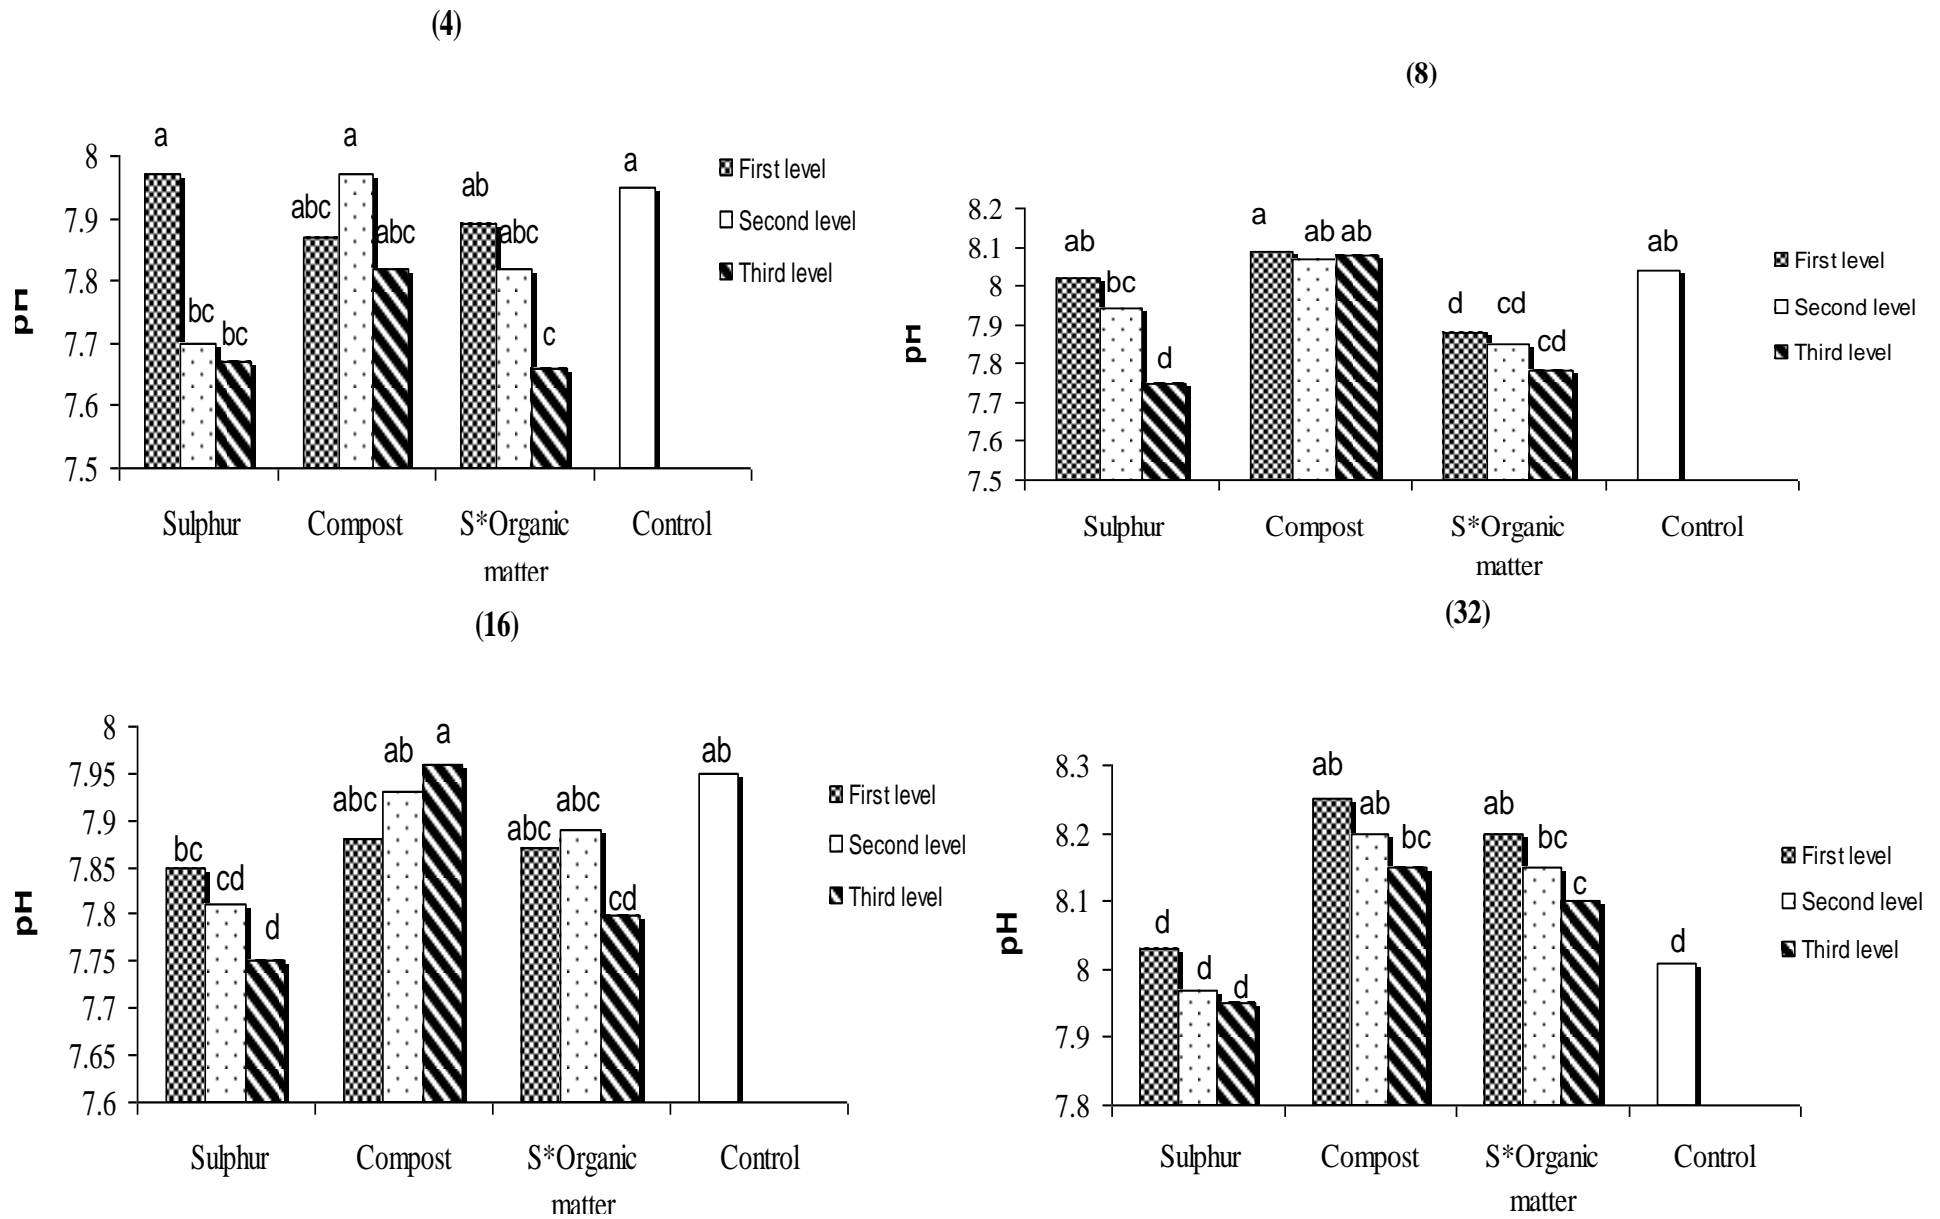 (4)
a
a
a
ab
abc
abc
abc
bc
bc
c
8
7.9
7.8
7.7
7.6
7.5
pH
First level
Second level
Third level
Sulphur
Compost
S*Organic
matter
Control
(8)
a
ab
ab ab
ab
bc
d
d
cd
cd
8.2
8.1
8
7.9
7.8
7.7
7.6
7.5
pH
First level
Second level
Third level
Sulphur
Compost
S*Organic
matter
Control
(16)
a
ab
ab
abc
abc
abc
bc
cd
cd
d
8
7.95
7.9
7.85
7.8
7.75
7.7
7.65
7.6
pH
First level
Second level
Third level
Sulphur
Compost
S*Organic
matter
Control
(32)
ab
ab
ab
bc
bc
c
d
d
d
d
8.3
8.2
8.1
8
7.9
7.8
pH
First level
Second level
Third level
Sulphur
Compost
S*Organic
matter
Control